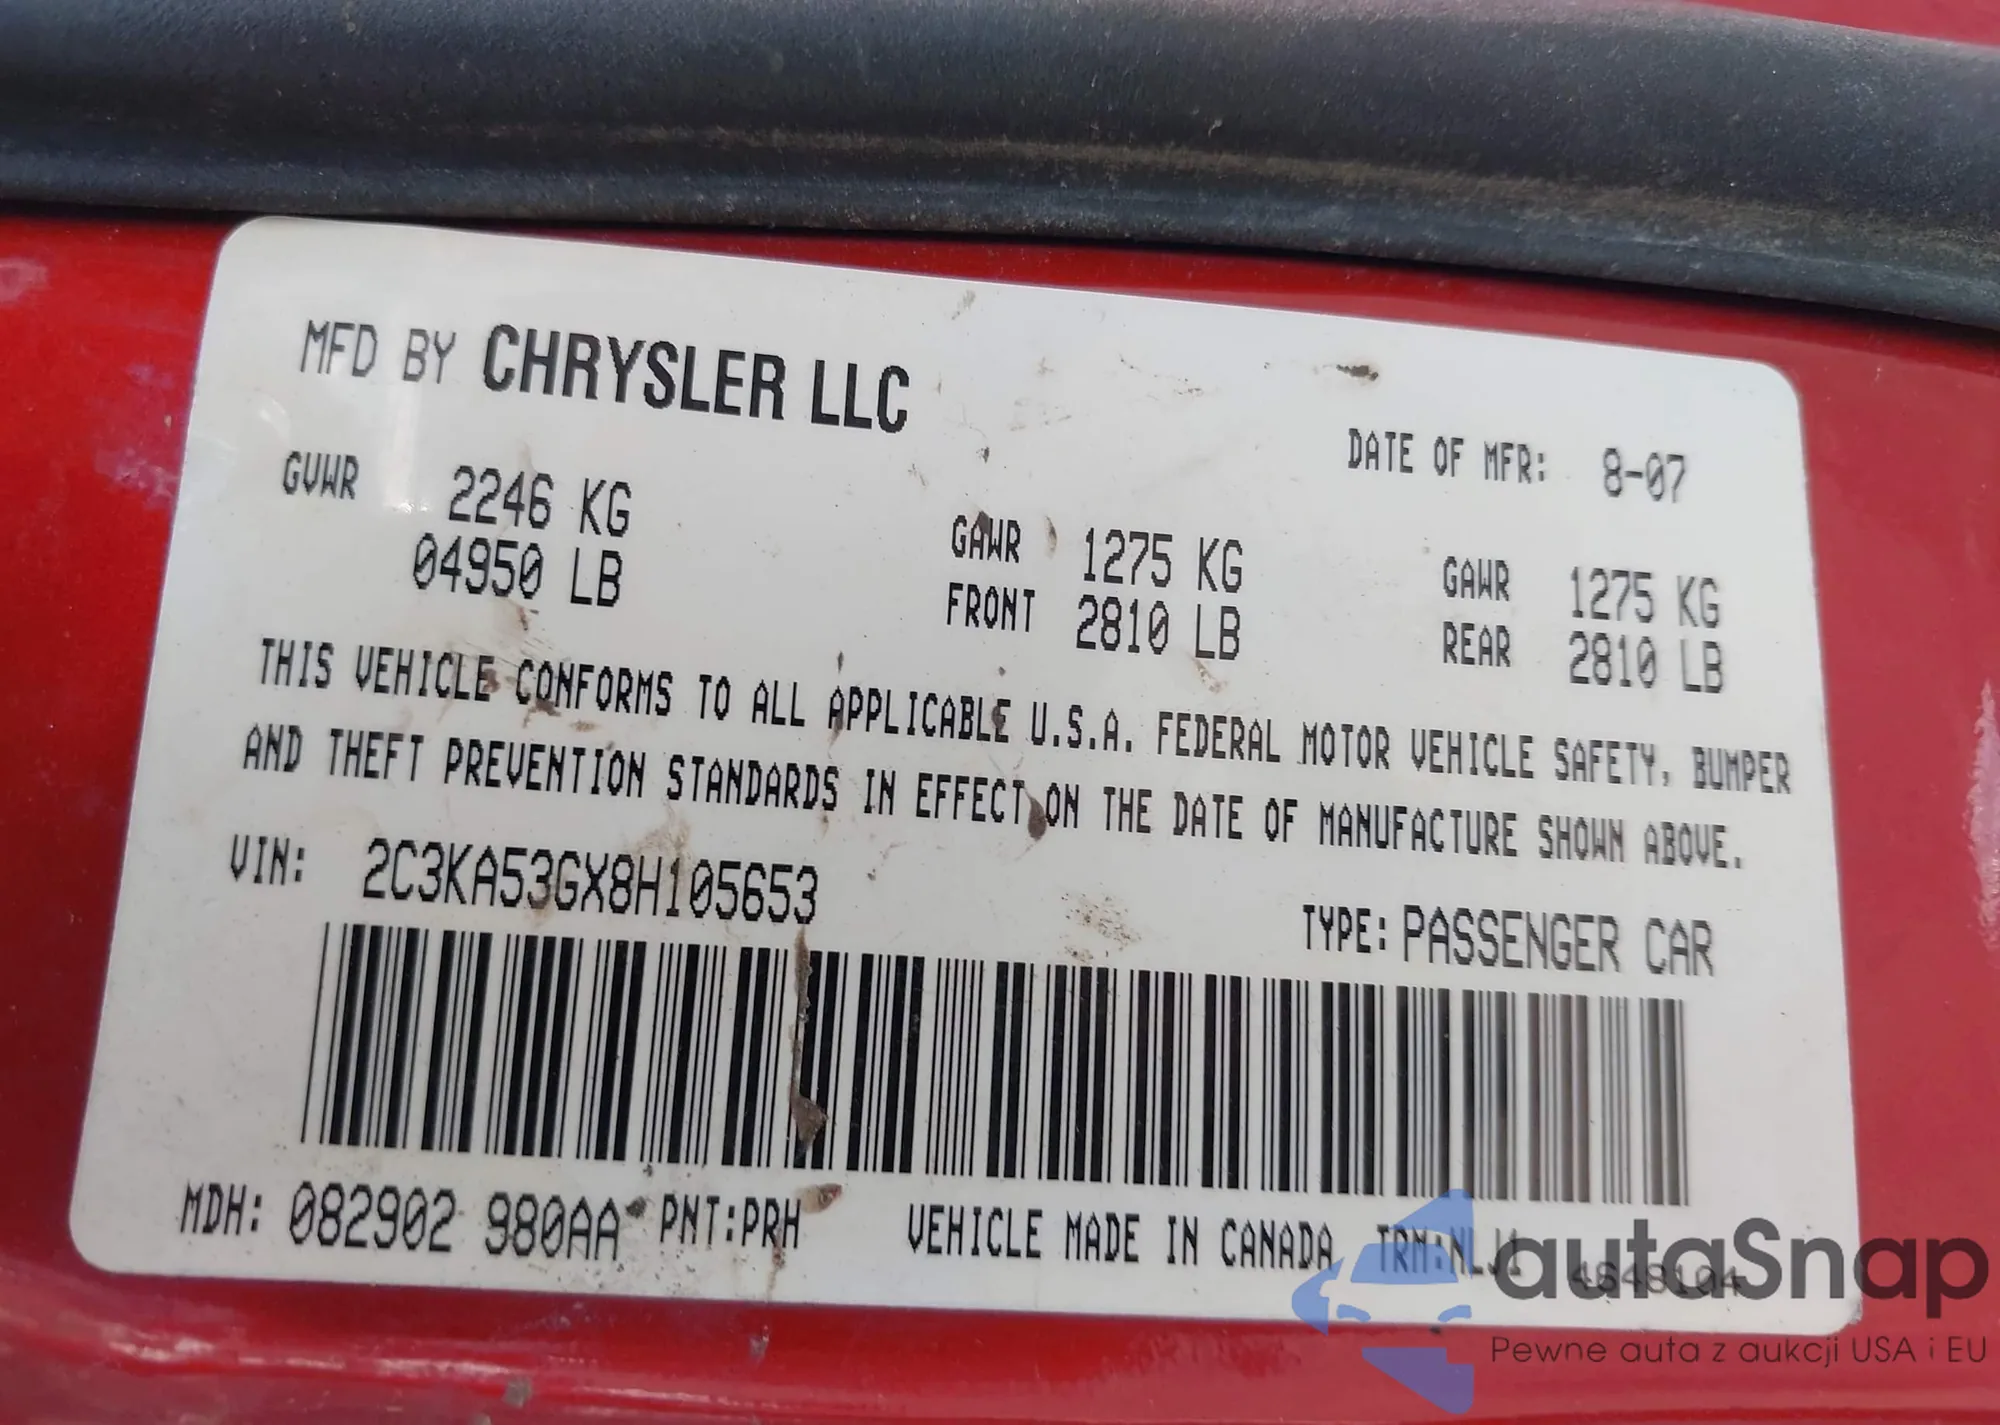 MFD BY CHRYSLER LLC
DATE OF MFR: 8-07
GVWR 2246 KG
04950 LB
GAWR 1275 KG
FRONT 2810 LB
GAWR 1275 KG
REAR 2810 LB
THIS VEHICLE CONFORMS TO ALL APPLICABLE U.S.A. FEDERAL MOTOR VEHICLE SAFETY, BUMPER
AND THEFT PREVENTION STANDARDS IN EFFECT ON THE DATE OF MANUFACTURE SHOWN ABOVE.
VIN: 2C3KA53GX8H105653
TYPE: PASSENGER CAR
MDH: 082902 980AA PNT:PRH VEHICLE MADE IN CANADA TRM:NLJ1 4648104
autaSnap
Pewne auta z aukcji USA i EU